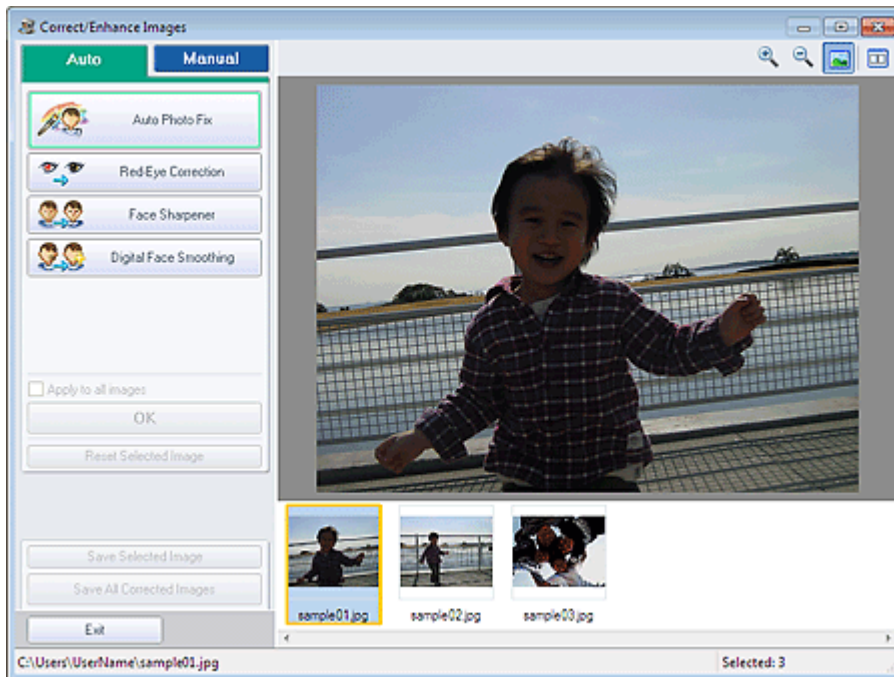 Correct/Enhance Images
Auto
Manual
Auto Photo Fix
Red-Eye Correction
Face Sharpener
Digital Face Smoothing
Apply to all images
OK
Reset Selected Image
Save Selected Image
Save All Corrected Images
Exit
sample01.jpg
sample02.jpg
sample03.jpg
C:\Users\UserName\sample01.jpg
Selected: 3